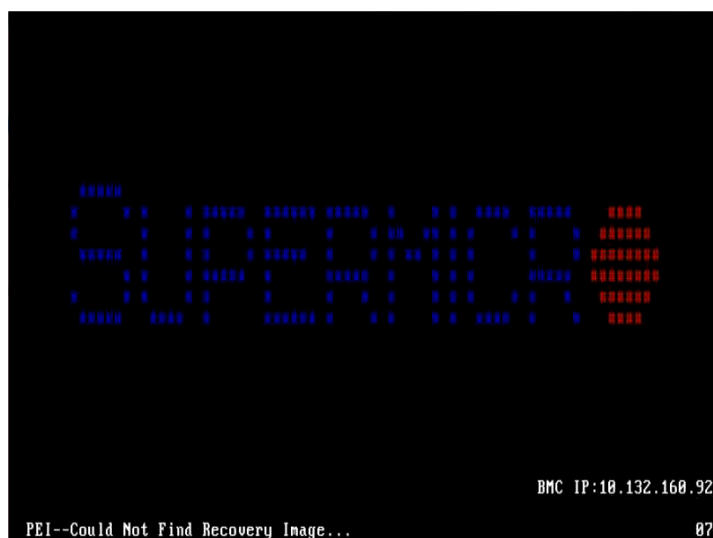 SUPERMICRO
BMC IP:10.132.160.92
PEI--Could Not Find Recovery Image...
07